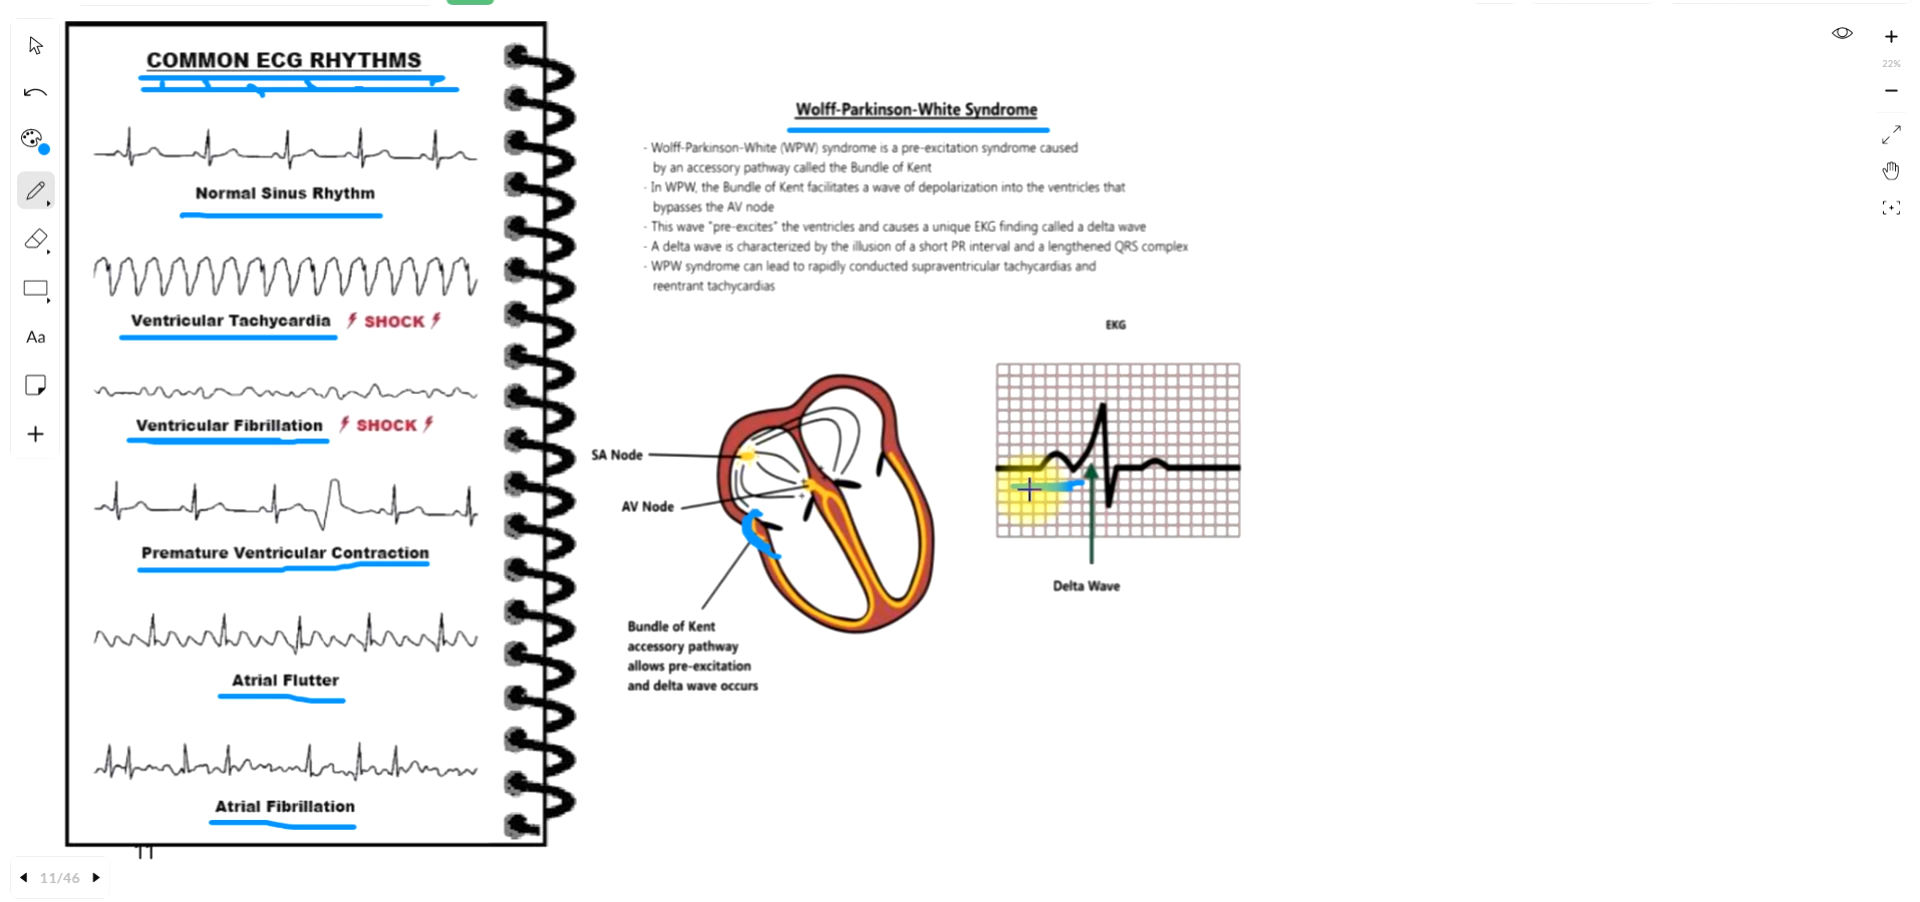 COMMON ECG RHYTHMS
Normal Sinus Rhythm
Ventricular Tachycardia SHOCK
Ventricular Fibrillation SHOCK
Premature Ventricular Contraction
Atrial Flutter
Atrial Fibrillation
Wolff-Parkinson-White Syndrome
- Wolff-Parkinson-White (WPW) syndrome is a pre-excitation syndrome caused
by an accessory pathway called the Bundle of Kent
- In WPW, the Bundle of Kent facilitates a wave of depolarization into the ventricles that
bypasses the AV node
- This wave "pre-excites" the ventricles and causes a unique EKG finding called a delta wave
- A delta wave is characterized by the illusion of a short PR interval and a lengthened QRS complex
- WPW syndrome can lead to rapidly conducted supraventricular tachycardias and
reentrant tachycardias
EKG
SA Node
AV Node
Delta Wave
Bundle of Kent
accessory pathway
allows pre-excitation
and delta wave occurs
Aa
22%
11/46